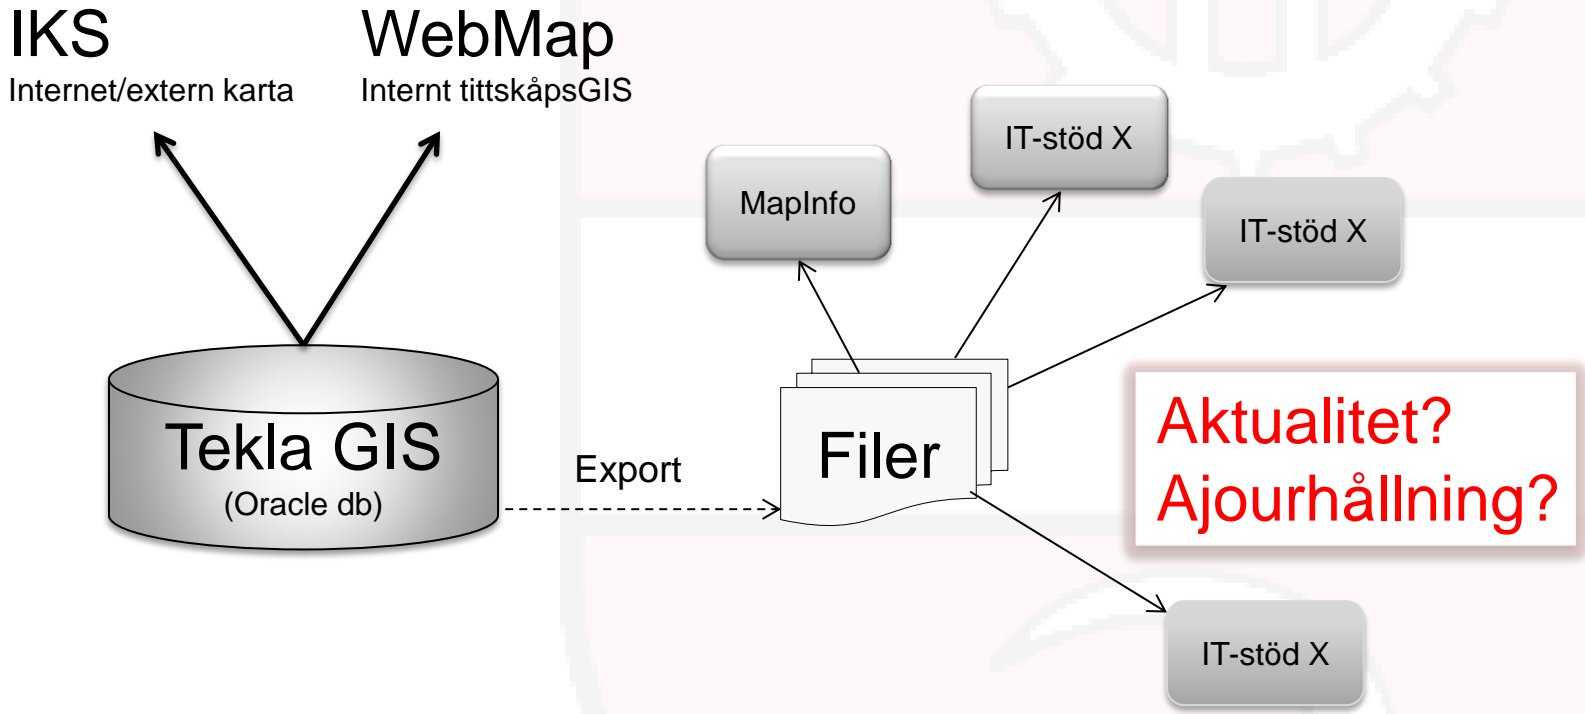 IKS
Internet/extern karta
WebMap
Internt tittskåpsGIS
IT-stöd X
MapInfo
IT-stöd X
Tekla GIS
(Oracle db)
Export
Filer
Aktualitet?
Ajourhållning?
IT-stöd X